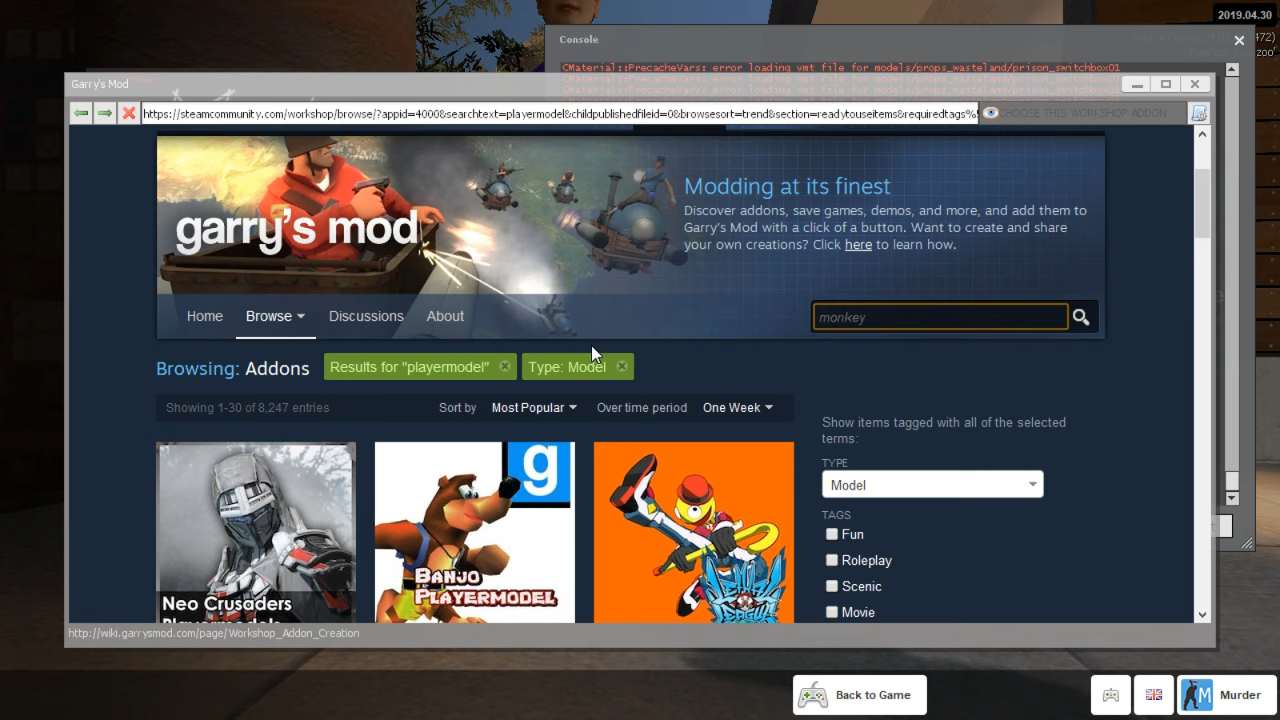 2019.04.30
Console
CMaterial::PrecacheVars: error loading vmt file for models/props_wasteland/prison_switchbox01
Garry's Mod
https://steamcommunity.com/workshop/browse/?appid=4000&searchtext=playermodel&childpublishedfileid=0&browsesort=trend&section=readytouseitems&requiredtags%5
CHOOSE THIS WORKSHOP ADDON
garry's mod
Modding at its finest
Discover addons, save games, demos, and more, and add them to
Garry's Mod with a click of a button. Want to create and share
your own creations? Click here to learn how.
Home Browse Discussions About
monkey
Browsing: Addons Results for "playermodel" Type: Model
Showing 1-30 of 8,247 entries Sort by Most Popular Over time period One Week
Show items tagged with all of the selected
terms:
TYPE
Model
TAGS
Fun
Roleplay
Scenic
Movie
Neo Crusaders
g
BANJO
PLAYERMODEL
http://wiki.garrysmod.com/page/Workshop_Addon_Creation
Back to Game
M Murder